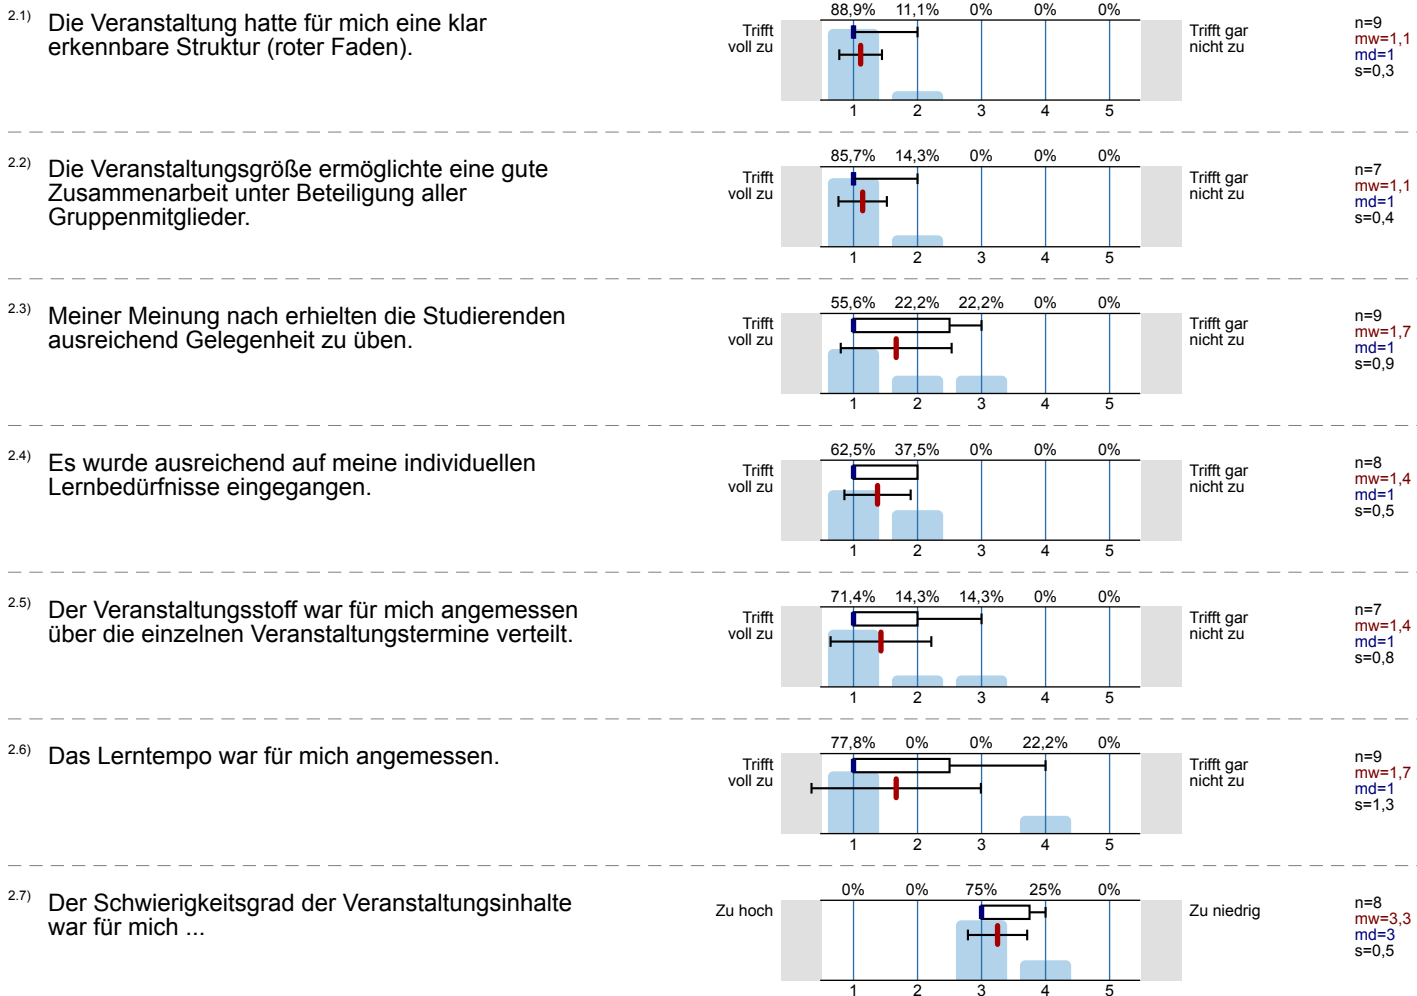 2.1) Die Veranstaltung hatte für mich eine klar
erkennbare Struktur (roter Faden).
88,9% 11,1% 0% 0% 0%
Trifft
voll zu
Trifft gar
nicht zu
1 2 3 4 5
n=9
mw=1,1
md=1
s=0,3
2.2) Die Veranstaltungsgröße ermöglichte eine gute
Zusammenarbeit unter Beteiligung aller
Gruppenmitglieder.
85,7% 14,3% 0% 0% 0%
Trifft
voll zu
Trifft gar
nicht zu
1 2 3 4 5
n=7
mw=1,1
md=1
s=0,4
2.3) Meiner Meinung nach erhielten die Studierenden
ausreichend Gelegenheit zu üben.
55,6% 22,2% 22,2% 0% 0%
Trifft
voll zu
Trifft gar
nicht zu
1 2 3 4 5
n=9
mw=1,7
md=1
s=0,9
2.4) Es wurde ausreichend auf meine individuellen
Lernbedürfnisse eingegangen.
62,5% 37,5% 0% 0% 0%
Trifft
voll zu
Trifft gar
nicht zu
1 2 3 4 5
n=8
mw=1,4
md=1
s=0,5
2.5) Der Veranstaltungsstoff war für mich angemessen
über die einzelnen Veranstaltungstermine verteilt.
71,4% 14,3% 14,3% 0% 0%
Trifft
voll zu
Trifft gar
nicht zu
1 2 3 4 5
n=7
mw=1,4
md=1
s=0,8
2.6) Das Lerntempo war für mich angemessen.
77,8% 0% 0% 22,2% 0%
Trifft
voll zu
Trifft gar
nicht zu
1 2 3 4 5
n=9
mw=1,7
md=1
s=1,3
2.7) Der Schwierigkeitsgrad der Veranstaltungsinhalte
war für mich ...
0% 0% 75% 25% 0%
Zu hoch
Zu niedrig
1 2 3 4 5
n=8
mw=3,3
md=3
s=0,5